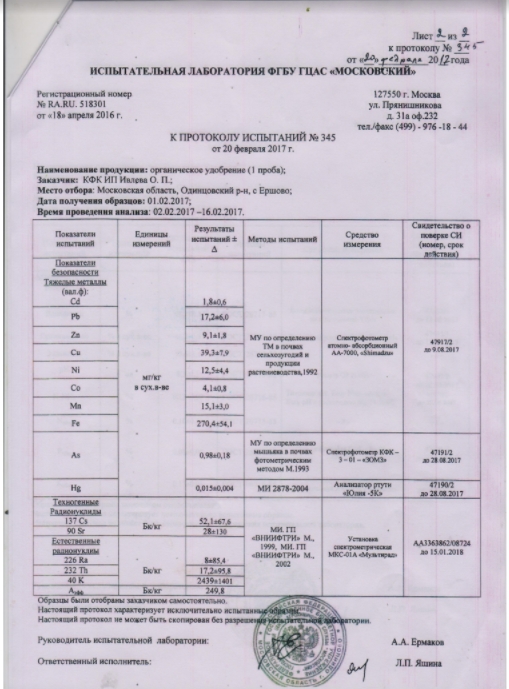 Лист 2 из 2
к протоколу № 345
от «20» февраля 2017 года
ИСПЫТАТЕЛЬНАЯ ЛАБОРАТОРИЯ ФГБУ ГЦАС «МОСКОВСКИЙ»
Регистрационный номер
№ RA.RU. 518301
от «18» апреля 2016 г.
127550 г. Москва
ул. Прянишникова
д. 31а оф.232
тел./факс (499) - 976 -18 - 44
К ПРОТОКОЛУ ИСПЫТАНИЙ № 345
от 20 февраля 2017 г.
Наименование продукции: органическое удобрение (1 проба);
Заказчик: КФК ИП Ивлева О. П.;
Место отбора: Московская область, Одинцовский р-н, с Ершово;
Дата получения образцов: 01.02.2017;
Время проведения анализа: 02.02.2017 –16.02.2017.
Показатели испытаний
Единицы измерений
Результаты испытаний ± Δ
Методы испытаний
Средство измерения
Свидетельство о поверке СИ (номер, срок действия)
Показатели
безопасности
Тяжелые металлы
(вал.ф):
Cd 1,8±0,6
Pb 17,2±6,0
Zn 9,1±1,8
Cu 39,3±7,9
Ni 12,5±4,4
Co 4,1±0,8
Mn 15,1±3,0
Fe 270,4±54,1
мг/кг
в сух.в-ве
МУ по определению
ТМ в почвах
сельхозугодий и
продукции
растениеводства,1992
Спектрофотометр
атомно- абсорбционный
АА-7000, «Shimadzu»
47917/2
до 9.08.2017
As 0,98±0,18
МУ по определению
мышьяка в почвах
фотометрическим
методом М.1993
Спектрофотометр КФК –
3 – 01 – «ЗОМЗ»
47191/2
до 28.08.2017
Hg 0,015±0,004 МИ 2878-2004
Анализатор ртути
«Юлия -5К»
47190/2
до 28.08.2017
Техногенные
Радионуклиды
137 Cs 52,1±67,6
90 Sr 28±130
Бк/кг
Естественные
радионуклиды
226 Ra 8±85,4
232 Th 17,2±95,8
40 K 2439±1401
Бк/кг
Аэфф. Бк/кг 249,8
МИ. ГП
«ВНИИФТРИ» М.,
1999, МИ. ГП
«ВНИИФТРИ» М.,
2002
Установка
спектрометрическая
МКС-01А «Мультирад»
АА3363862/08724
до 15.01.2018
Образцы были отобраны заказчиком самостоятельно.
Настоящий протокол характеризует исключительно испытанные образцы.
Настоящий протокол не может быть скопирован без разрешения испытательной лаборатории.
Руководитель испытательной лаборатории: А.А. Ермаков
Ответственный исполнитель: Л.П. Яшина